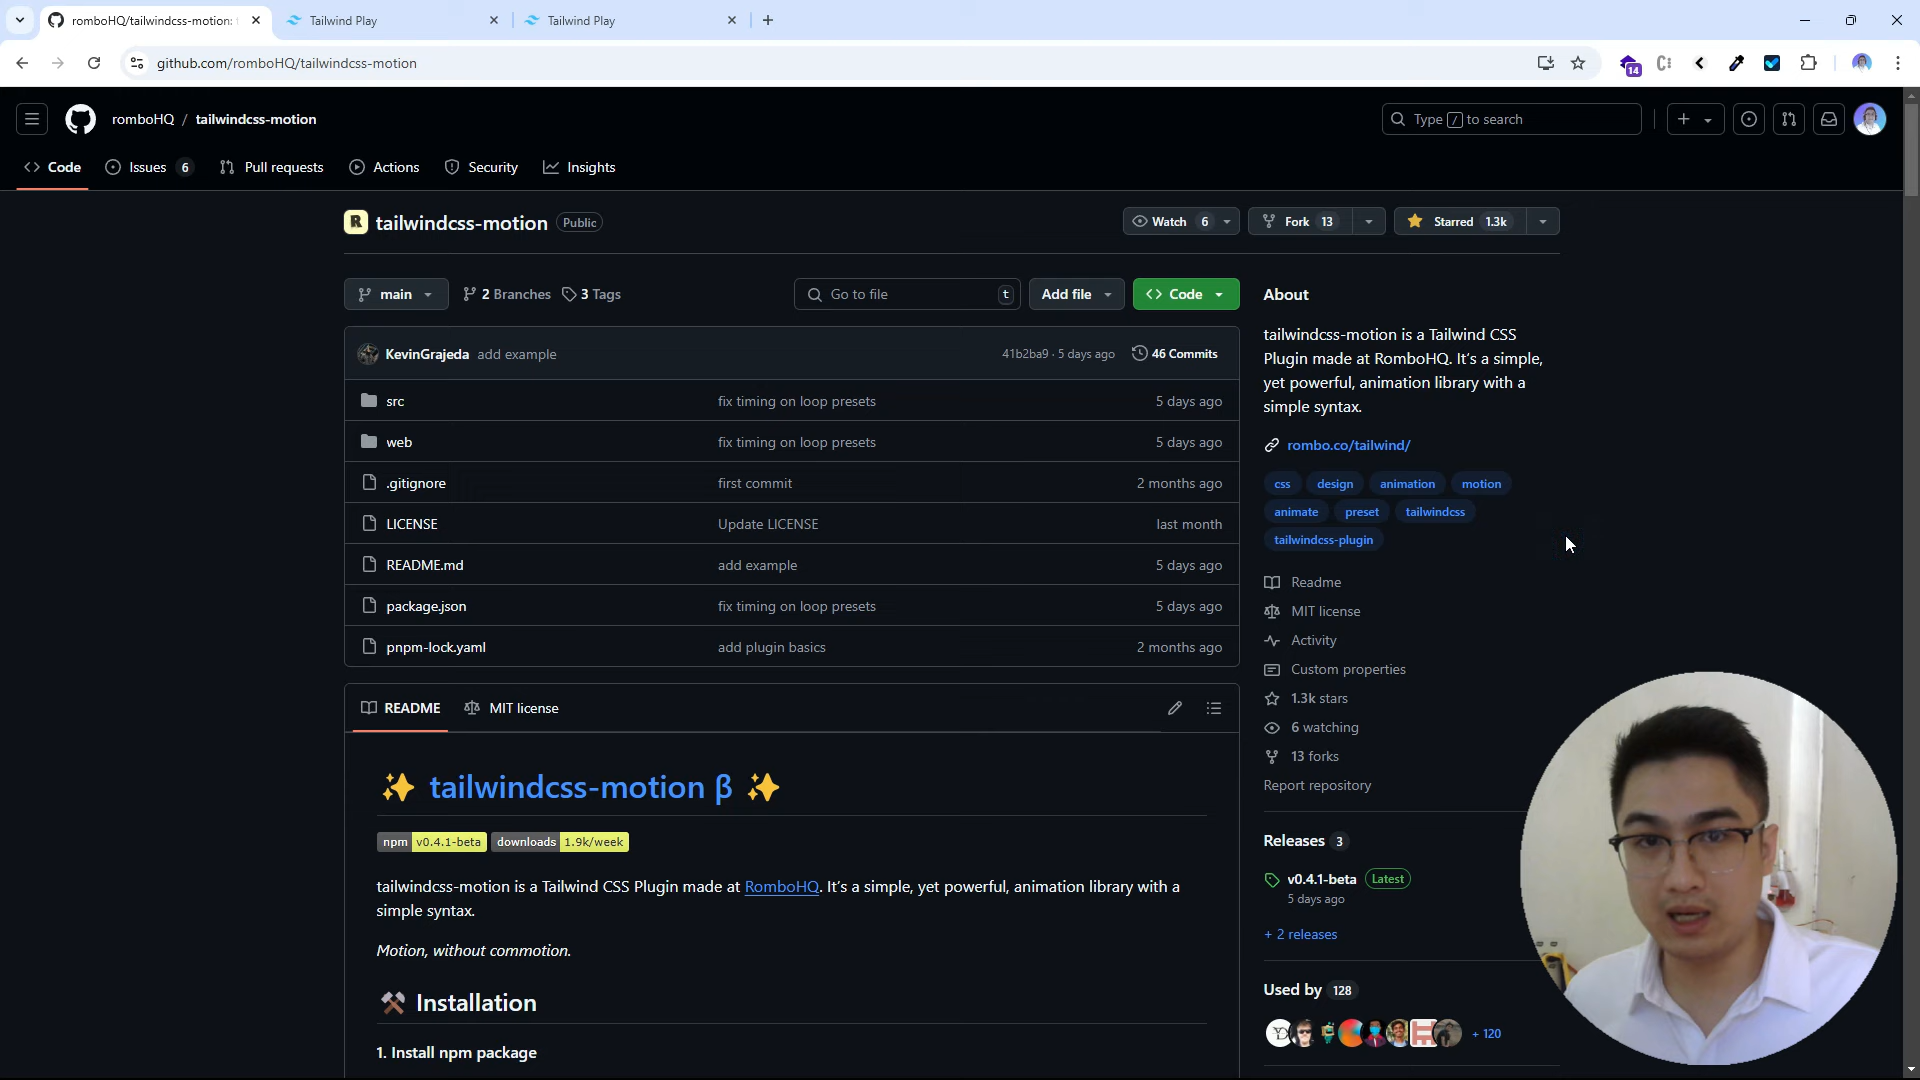 romboHQ/tailwindcss-motion:
Tailwind Play
Tailwind Play
github.com/romboHQ/tailwindcss-motion
14
romboHQ / tailwindcss-motion
Type / to search
Code
Issues 6
Pull requests
Actions
Security
Insights
R tailwindcss-motion Public
Watch 6
Fork 13
Starred 1.3k
main
2 Branches
3 Tags
Go to file t
Add file
Code
KevinGrajeda add example 41b2ba9 · 5 days ago 46 Commits
src fix timing on loop presets 5 days ago
web fix timing on loop presets 5 days ago
.gitignore first commit 2 months ago
LICENSE Update LICENSE last month
README.md add example 5 days ago
package.json fix timing on loop presets 5 days ago
pnpm-lock.yaml add plugin basics 2 months ago
README
MIT license
✨ tailwindcss-motion β ✨
npm v0.4.1-beta downloads 1.9k/week
tailwindcss-motion is a Tailwind CSS Plugin made at RomboHQ. It's a simple, yet powerful, animation library with a
simple syntax.
Motion, without commotion.
⚒️ Installation
1. Install npm package
About
tailwindcss-motion is a Tailwind CSS
Plugin made at RomboHQ. It's a simple,
yet powerful, animation library with a
simple syntax.
rombo.co/tailwind/
css design animation motion
animate preset tailwindcss
tailwindcss-plugin
Readme
MIT license
Activity
Custom properties
1.3k stars
6 watching
13 forks
Report repository
Releases 3
v0.4.1-beta Latest
5 days ago
+ 2 releases
Used by 128
+ 120